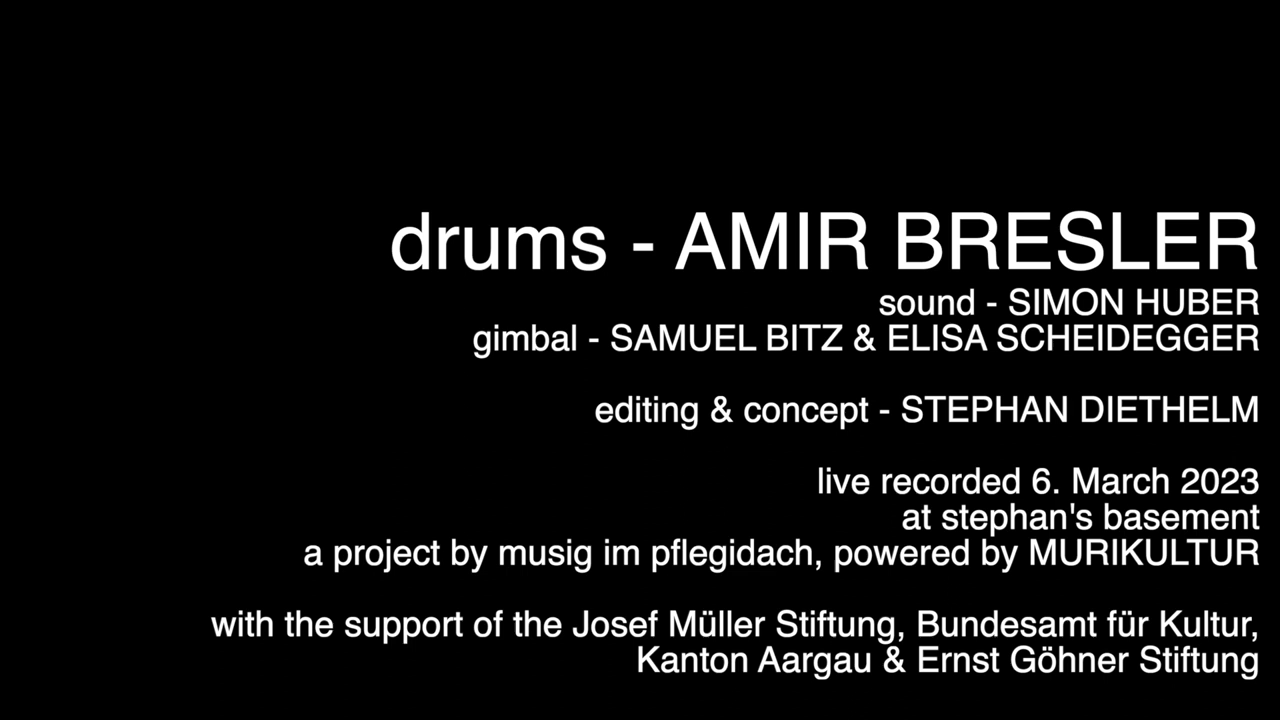 drums - AMIR BRESLER
sound - SIMON HUBER
gimbal - SAMUEL BITZ & ELISA SCHEIDEGGER
editing & concept - STEPHAN DIETHELM
live recorded 6. March 2023
at stephan's basement
a project by musig im pflegidach, powered by MURIKULTUR
with the support of the Josef Müller Stiftung, Bundesamt für Kultur,
Kanton Aargau & Ernst Göhner Stiftung